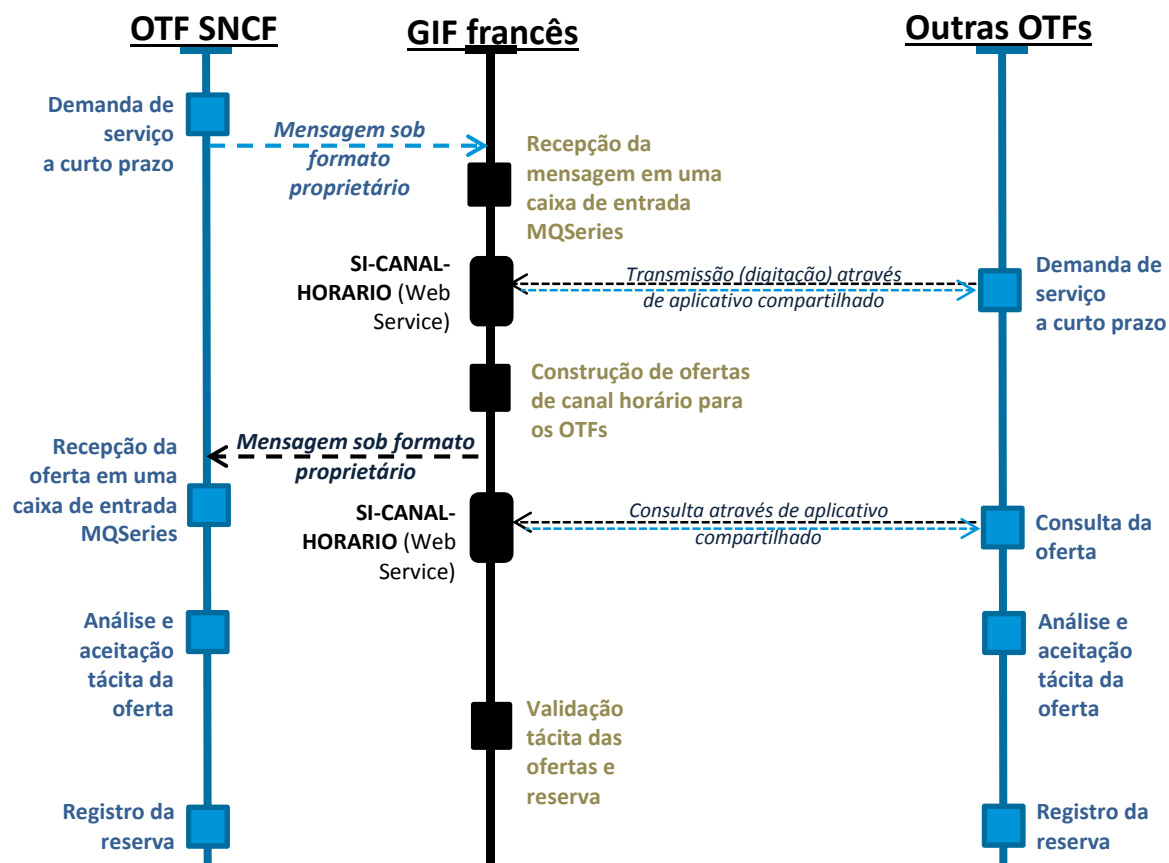 OTF SNCF
GIF francês
Outras OTFs
Demanda de
serviço
a curto prazo
Mensagem sob
formato
proprietário
Recepção da
mensagem em uma
caixa de entrada
MQSeries
SI-CANAL-
HORARIO (Web
Service)
Transmissão (digitação) através
de aplicativo compartilhado
Demanda de
serviço
a curto prazo
Construção de ofertas
de canal horário para
os OTFs
Mensagem sob formato
proprietário
Recepção da
oferta em uma
caixa de entrada
MQSeries
SI-CANAL-
HORARIO (Web
Service)
Consulta através de aplicativo
compartilhado
Consulta da
oferta
Análise e
aceitação
tácita da
oferta
Análise e
aceitação
tácita da
oferta
Validação
tácita das
ofertas e
reserva
Registro da
reserva
Registro da
reserva